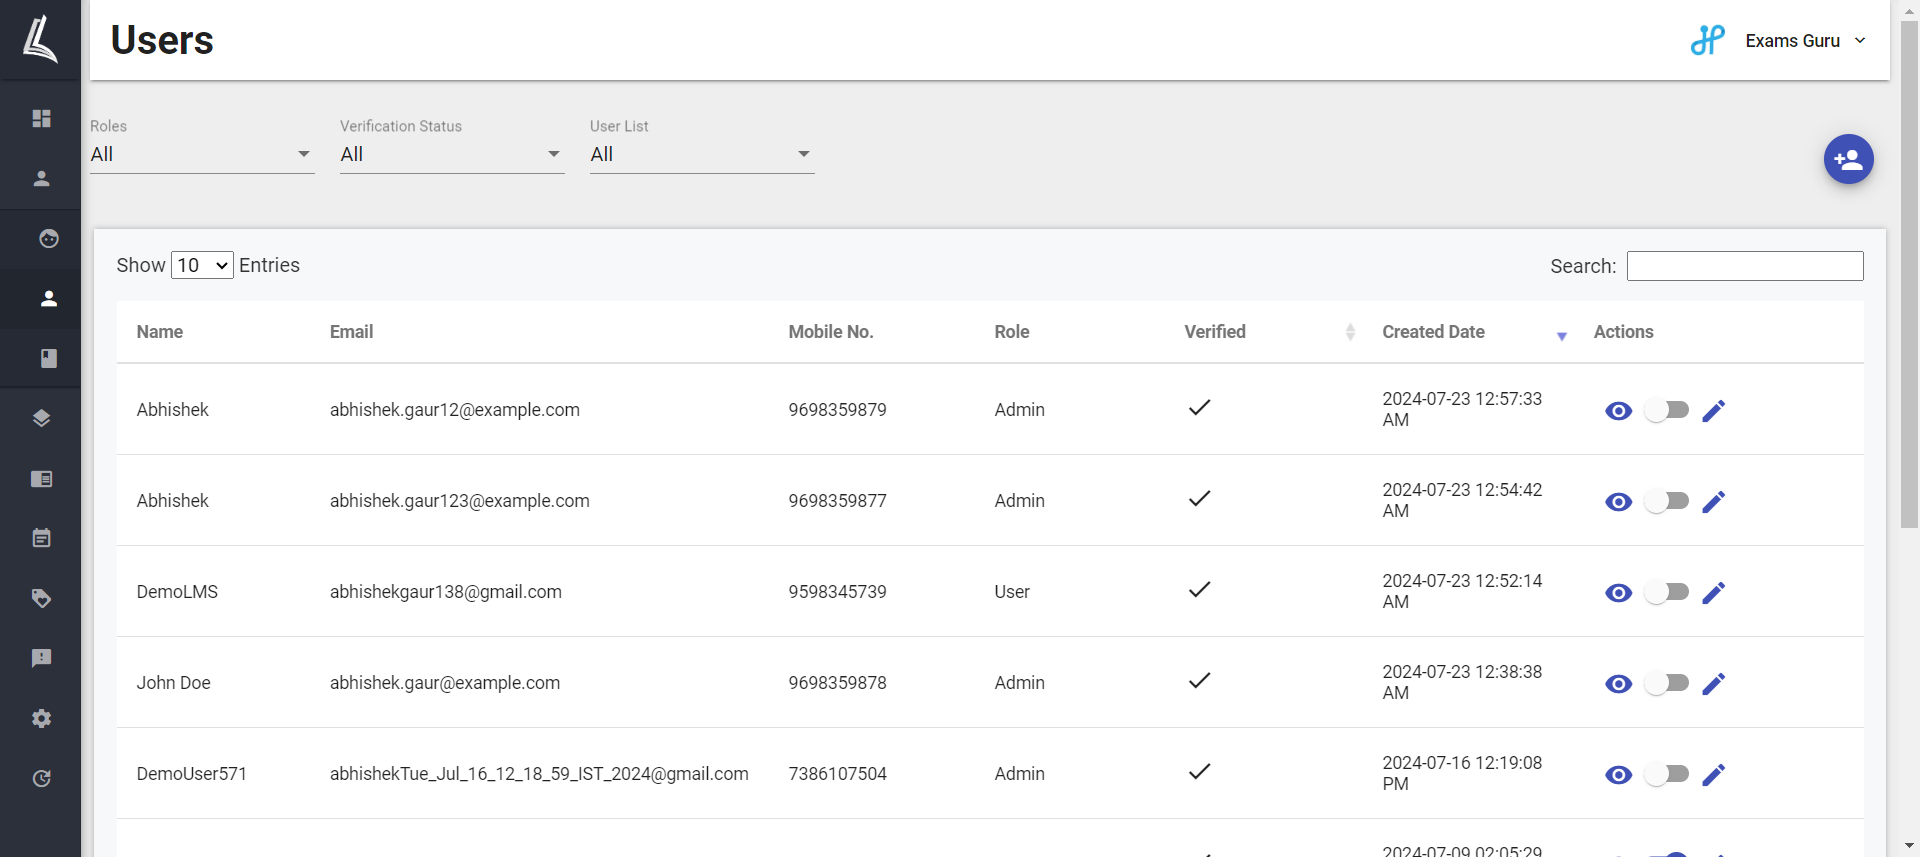 Users
Exams Guru
Roles
All
Verification Status
All
User List
All
Show 10 Entries
Search:
Name Email Mobile No. Role Verified Created Date Actions
Abhishek abhishek.gaur12@example.com 9698359879 Admin 2024-07-23 12:57:33
AM
Abhishek abhishek.gaur123@example.com 9698359877 Admin 2024-07-23 12:54:42
AM
DemoLMS abhishekgaur138@gmail.com 9598345739 User 2024-07-23 12:52:14
AM
John Doe abhishek.gaur@example.com 9698359878 Admin 2024-07-23 12:38:38
AM
DemoUser571 abhishekTue_Jul_16_12_18_59_IST_2024@gmail.com 7386107504 Admin 2024-07-16 12:19:08
PM
2024-07-09 02:05:29